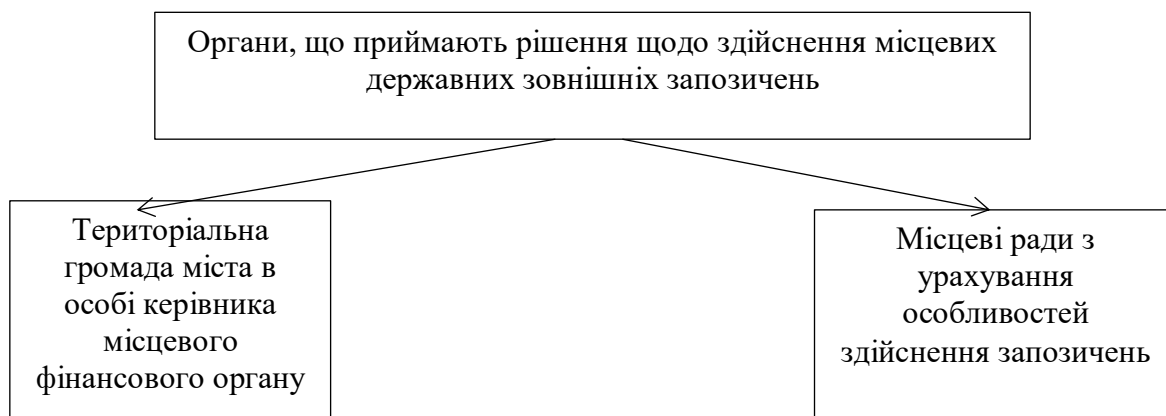 Органи, що приймають рішення щодо здійснення місцевих
державних зовнішніх запозичень
Територіальна
громада міста в
особі керівника
місцевого
фінансового органу
Місцеві ради з
урахування
особливостей
здійснення запозичень